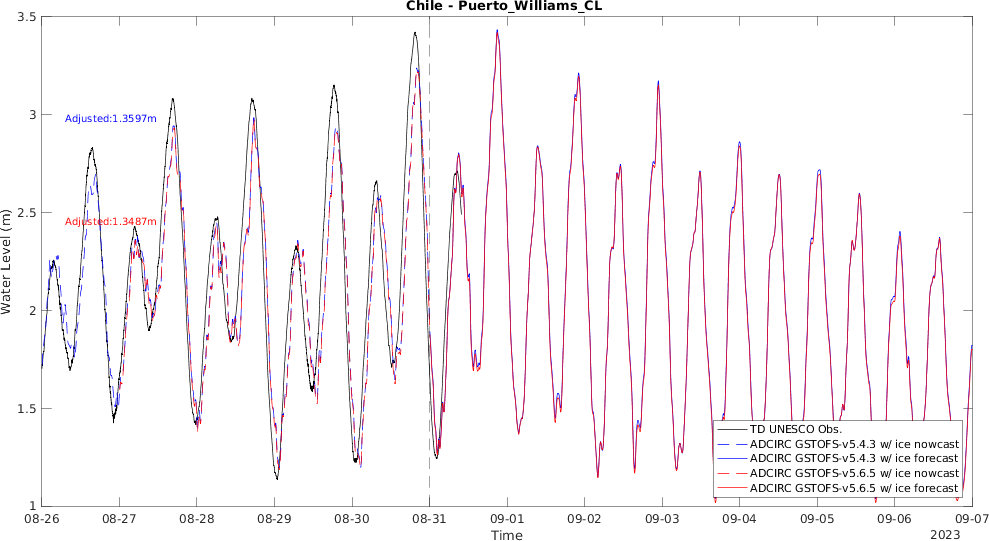 Chile - Puerto_Williams_CL
3.5
3
2.5
2
1.5
1
Water Level (m)
Adjusted:1.3597m
Adjusted:1.3487m
TD UNESCO Obs.
ADCIRC GSTOFS-v5.4.3 w/ ice nowcast
ADCIRC GSTOFS-v5.4.3 w/ ice forecast
ADCIRC GSTOFS-v5.6.5 w/ ice nowcast
ADCIRC GSTOFS-v5.6.5 w/ ice forecast
08-26 08-27 08-28 08-29 08-30 08-31 09-01 09-02 09-03 09-04 09-05 09-06 09-07
Time
2023